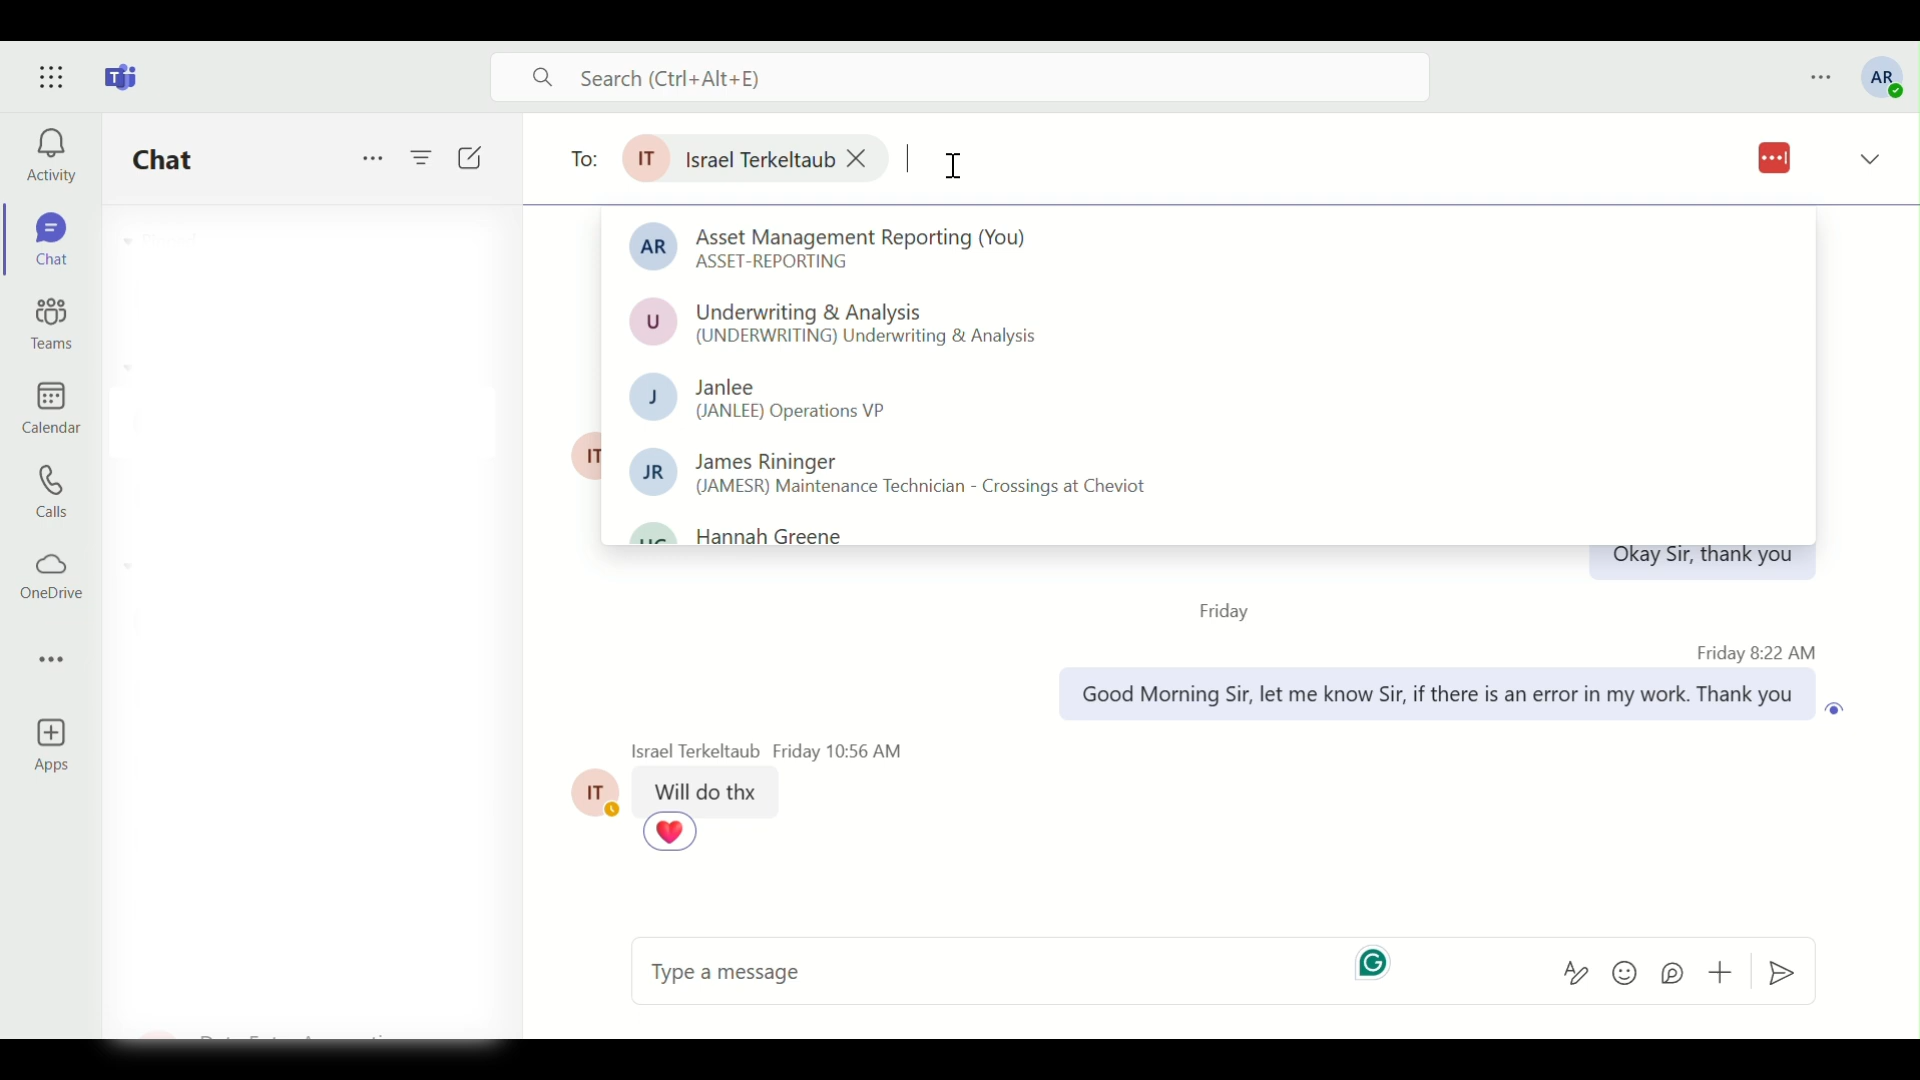 Search (Ctrl+Alt+E)
AR
Activity
Chat
Teams
Calendar
Calls
OneDrive
Apps
Chat
To: IT Israel Terkeltaub
AR Asset Management Reporting (You)
ASSET-REPORTING
U Underwriting & Analysis
(UNDERWRITING) Underwriting & Analysis
J Janlee
(JANLEE) Operations VP
JR James Rininger
(JAMESR) Maintenance Technician - Crossings at Cheviot
Hannah Greene
IT
Okay Sir, thank you
Friday
Friday 8:22 AM
Good Morning Sir, let me know Sir, if there is an error in my work. Thank you
Israel Terkeltaub Friday 10:56 AM
IT Will do thx
Type a message